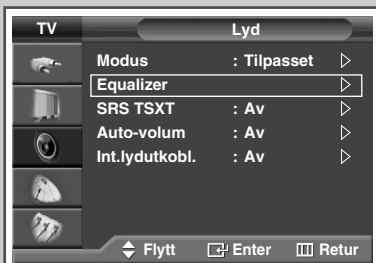 TV Lyd
Modus : Tilpasset
Equalizer
SRS TSXT : Av
Auto-volum : Av
Int.lydutkobl. : Av
Flytt Enter Retur